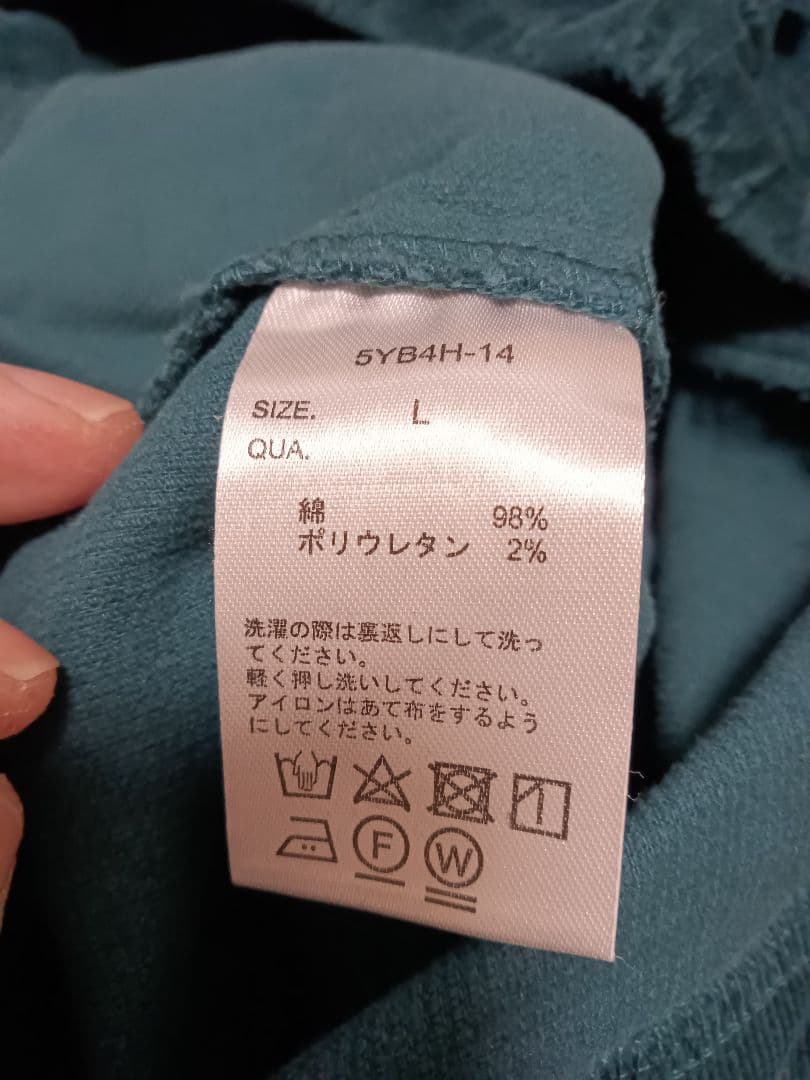 5YB4H-14
SIZE. L
QUA.
綿 98%
ポリウレタン 2%
洗濯の際は裏返しにして洗っ
てください。
軽く押し洗いしてください。
アイロンはあて布をするよう
にしてください。
F W